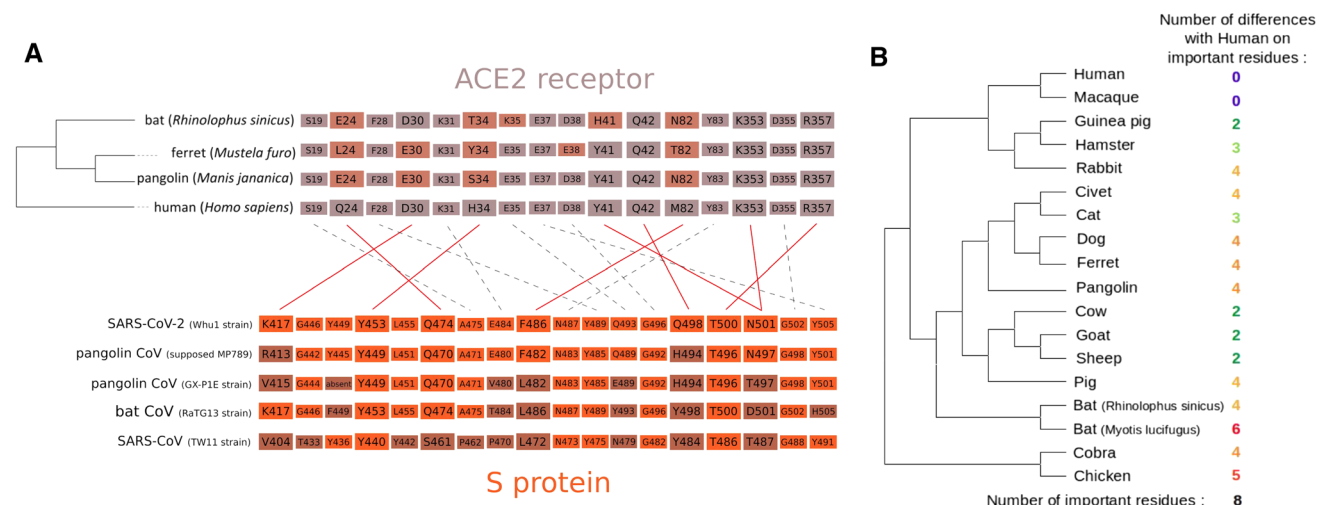 A
ACE2 receptor
bat (Rhinolophus sinicus) S19 E24 F28 D30 K31 T34 K35 E37 D38 H41 Q42 N82 Y83 K353 D355 R357
ferret (Mustela furo) S19 L24 F28 E30 K31 Y34 E35 E37 E38 Y41 Q42 T82 Y83 K353 D355 R357
pangolin (Manis jananica) S19 E24 F28 E30 K31 S34 E35 E37 D38 Y41 Q42 N82 Y83 K353 D355 R357
human (Homo sapiens) S19 Q24 F28 D30 K31 H34 E35 E37 D38 Y41 Q42 M82 Y83 K353 D355 R357
SARS-CoV-2 (Whu1 strain) K417 G446 Y449 Y453 L455 Q474 A475 E484 F486 N487 Y489 Q493 G496 Q498 T500 N501 G502 Y505
pangolin CoV (supposed MP789) R413 G442 Y445 Y449 L451 Q470 A471 E480 F482 N483 Y485 Q489 G492 H494 T496 N497 G498 Y501
pangolin CoV (GX-P1E strain) V415 G444 absent Y449 L451 Q470 A471 V480 L482 N483 Y485 E489 G492 H494 T496 T497 G498 Y501
bat CoV (RaTG13 strain) K417 G446 F449 Y453 L455 Q474 A475 T484 L486 N487 Y489 Y493 G496 Y498 T500 D501 G502 H505
SARS-CoV (TW11 strain) V404 T433 Y436 Y440 Y442 S461 P462 P470 L472 N473 Y475 N479 G482 Y484 T486 T487 G488 Y491
S protein
B
Number of differences
with Human on
important residues :
Human 0
Macaque 0
Guinea pig 2
Hamster 3
Rabbit 4
Civet 4
Cat 3
Dog 4
Ferret 4
Pangolin 4
Cow 2
Goat 2
Sheep 2
Pig 4
Bat (Rhinolophus sinicus) 4
Bat (Myotis lucifugus) 6
Cobra 4
Chicken 5
Number of important residues : 8